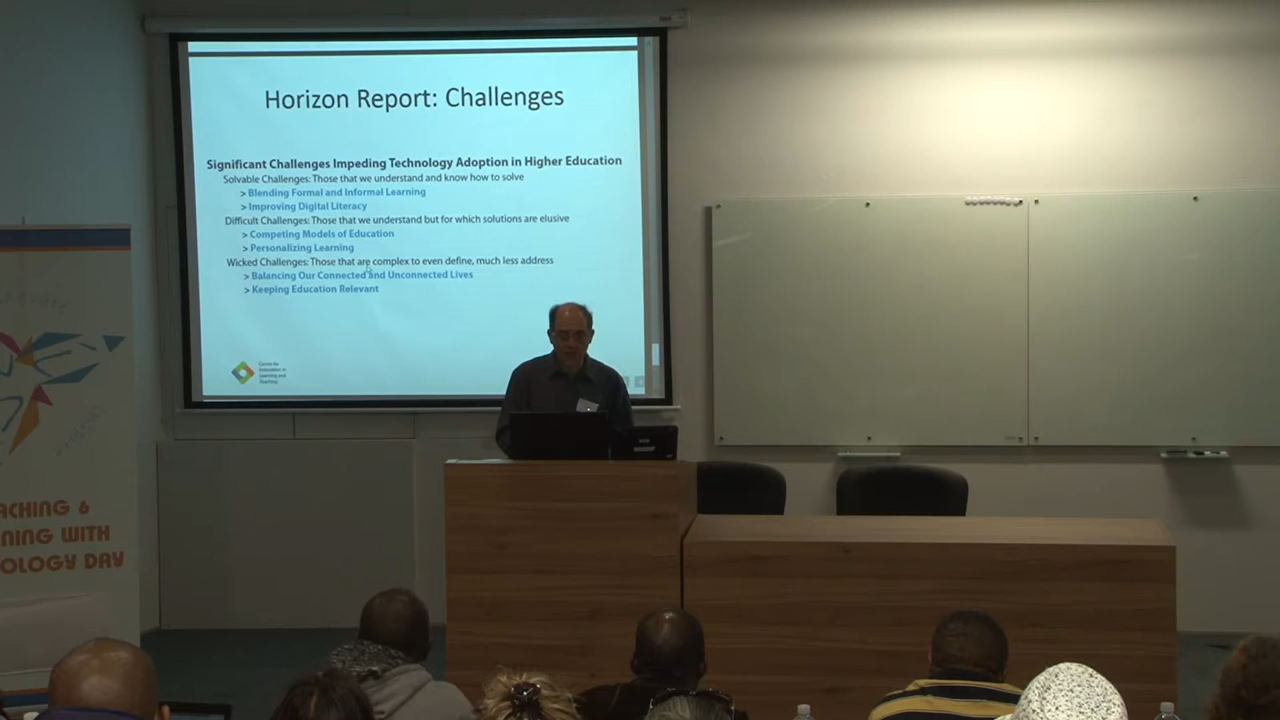 Horizon Report: Challenges
Significant Challenges Impeding Technology Adoption in Higher Education
Solvable Challenges: Those that we understand and know how to solve
> Blending Formal and Informal Learning
> Improving Digital Literacy
Difficult Challenges: Those that we understand but for which solutions are elusive
> Competing Models of Education
> Personalizing Learning
Wicked Challenges: Those that are complex to even define, much less address
> Balancing Our Connected and Unconnected Lives
> Keeping Education Relevant
Centre for
Innovation in
Learning and
Teaching
ACHING &
NING WITH
OLOGY DAY